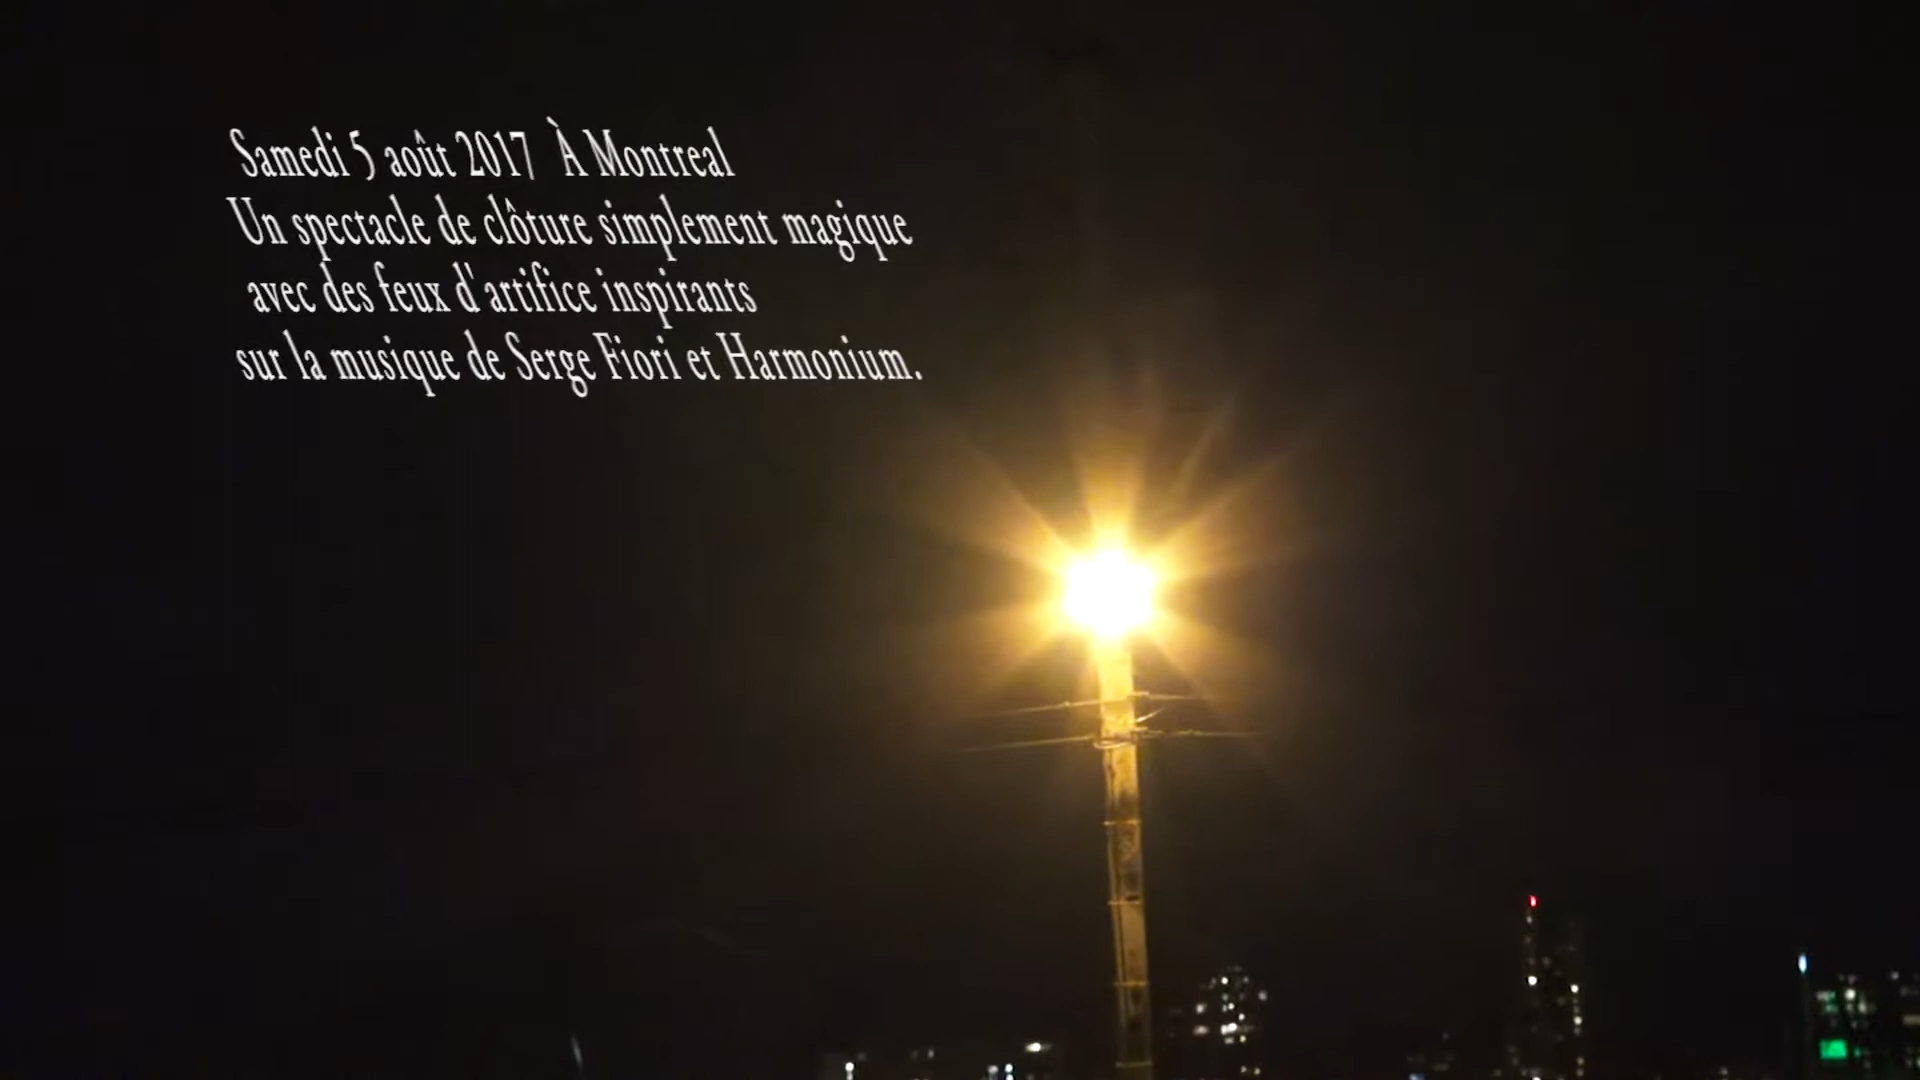 Samedi 5 août 2017 À Montreal
Un spectacle de clôture simplement magique
avec des feux d'artifice inspirants
sur la musique de Serge Fiori et Harmonium.